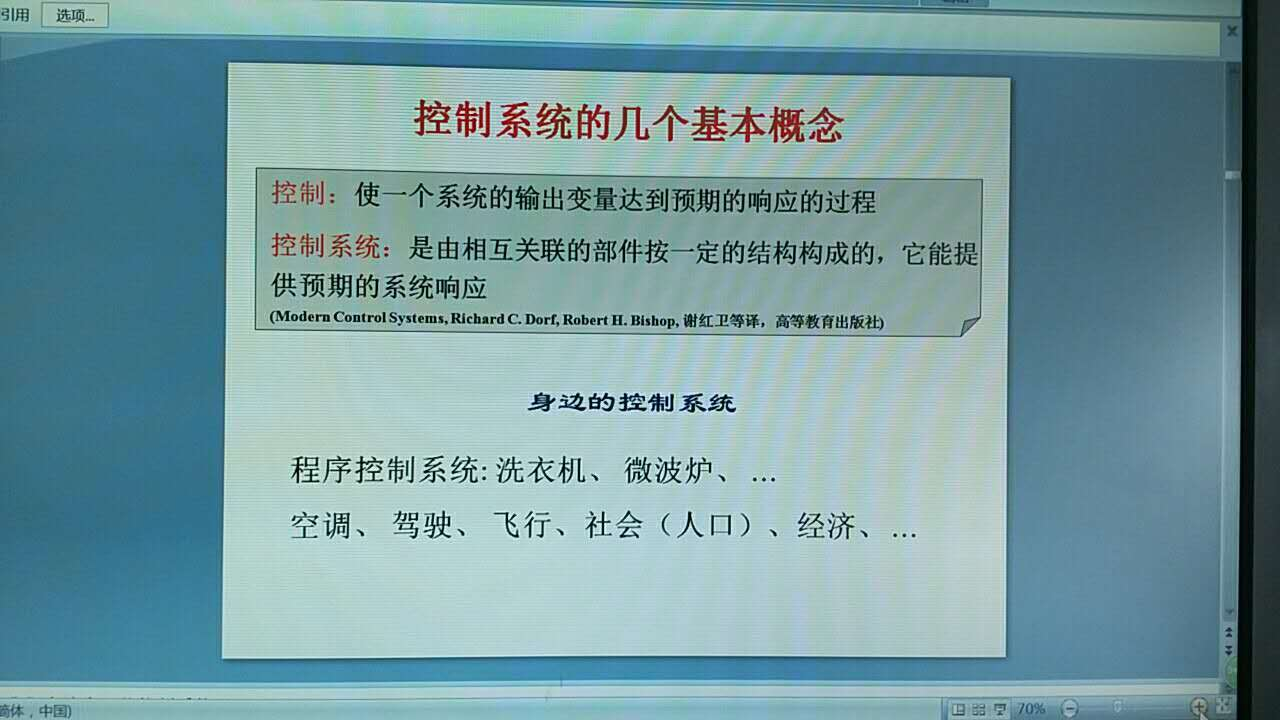 引用
选项...
控制系统的几个基本概念
控制：使一个系统的输出变量达到预期的响应的过程
控制系统：是由相互关联的部件按一定的结构构成的，它能提
供预期的系统响应
(Modern Control Systems, Richard C. Dorf, Robert H. Bishop, 谢红卫等译，高等教育出版社)
身边的控制系统
程序控制系统: 洗衣机、 微波炉、 ...
空调、 驾驶、 飞行、社会（人口）、经济、...
简体，中国)
70%